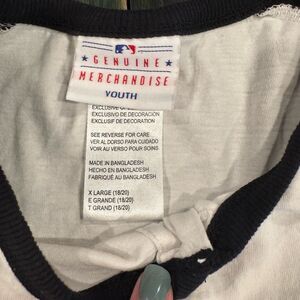 GENUINE
MERCHANDISE
YOUTH
EXCLUSIVO DE DECORACIÓN
EXCLUSIF DE DECORATION
SEE REVERSE FOR CARE
VER AL DORSO PARA CUIDADO
VOIR AU VERSO POUR SOINS
MADE IN BANGLADESH
HECHO EN BANGLADESH
FABRIQUÉ AU BANGLADESH
X LARGE (18/20)
E GRANDE (18/20)
T GRAND (18/20)